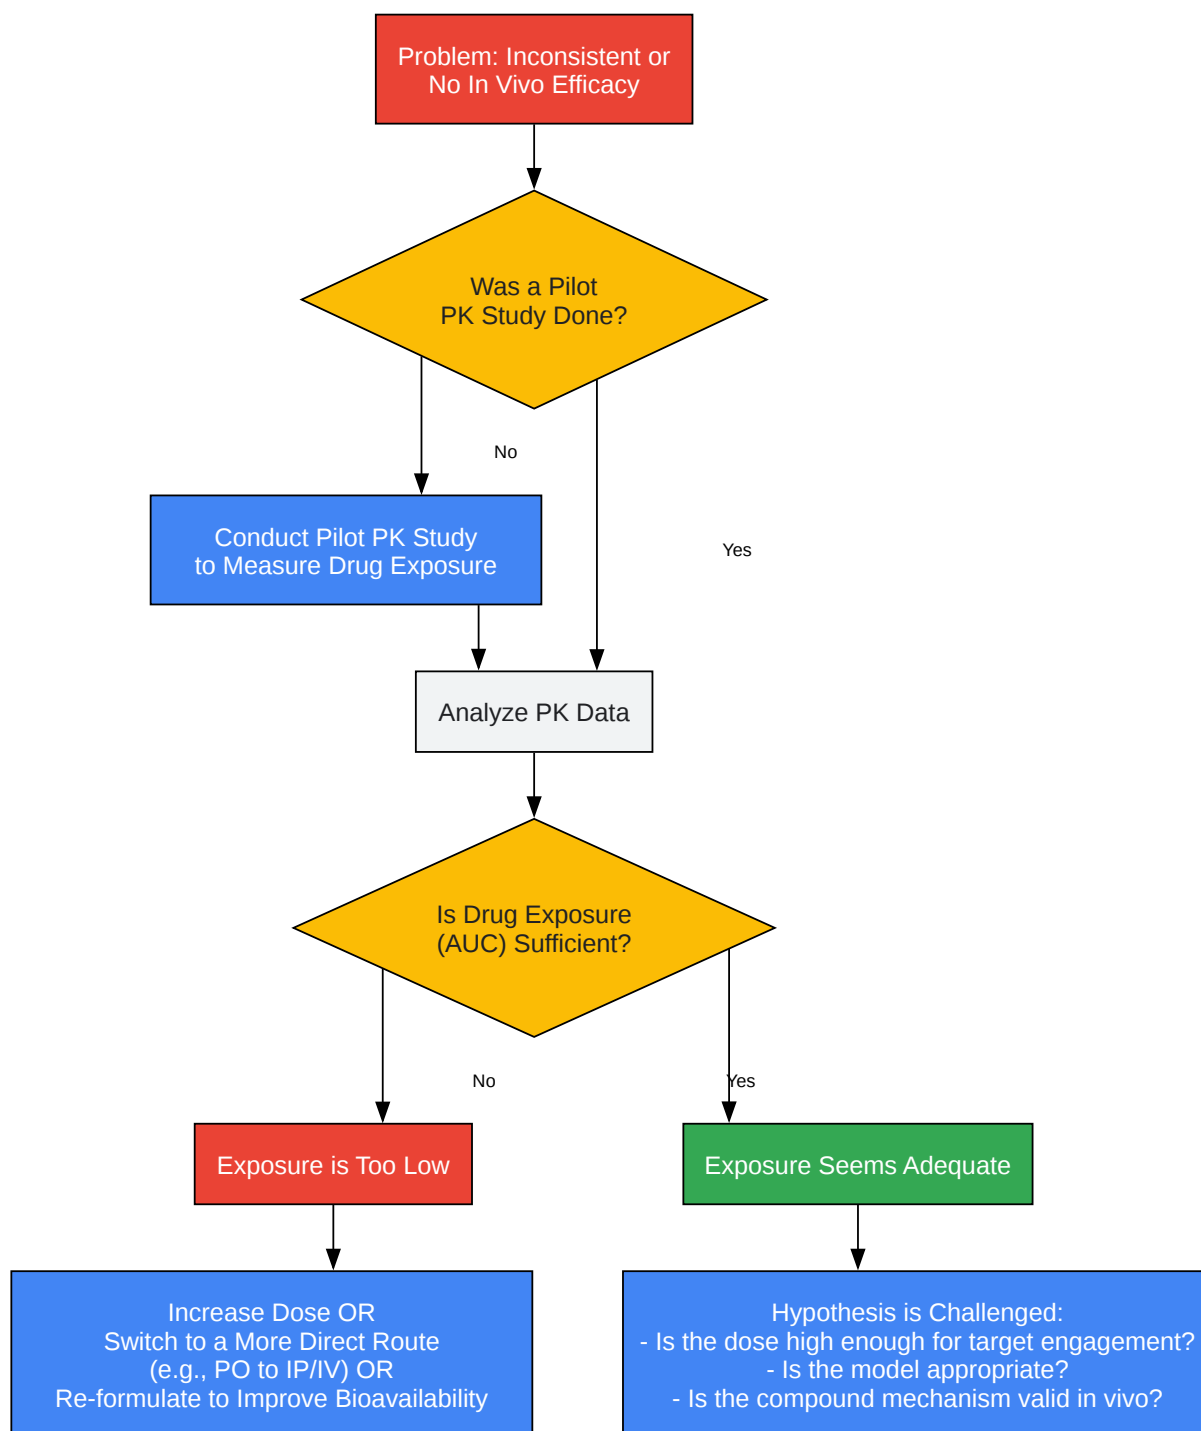 Problem: Inconsistent or
No In Vivo Efficacy
Was a Pilot
PK Study Done?
No
Conduct Pilot PK Study
to Measure Drug Exposure
Yes
Analyze PK Data
Is Drug Exposure
(AUC) Sufficient?
No
Yes
Exposure is Too Low
Exposure Seems Adequate
Increase Dose OR
Switch to a More Direct Route
(e.g., PO to IP/IV) OR
Re-formulate to Improve Bioavailability
Hypothesis is Challenged:
- Is the dose high enough for target engagement?
- Is the model appropriate?
- Is the compound mechanism valid in vivo?